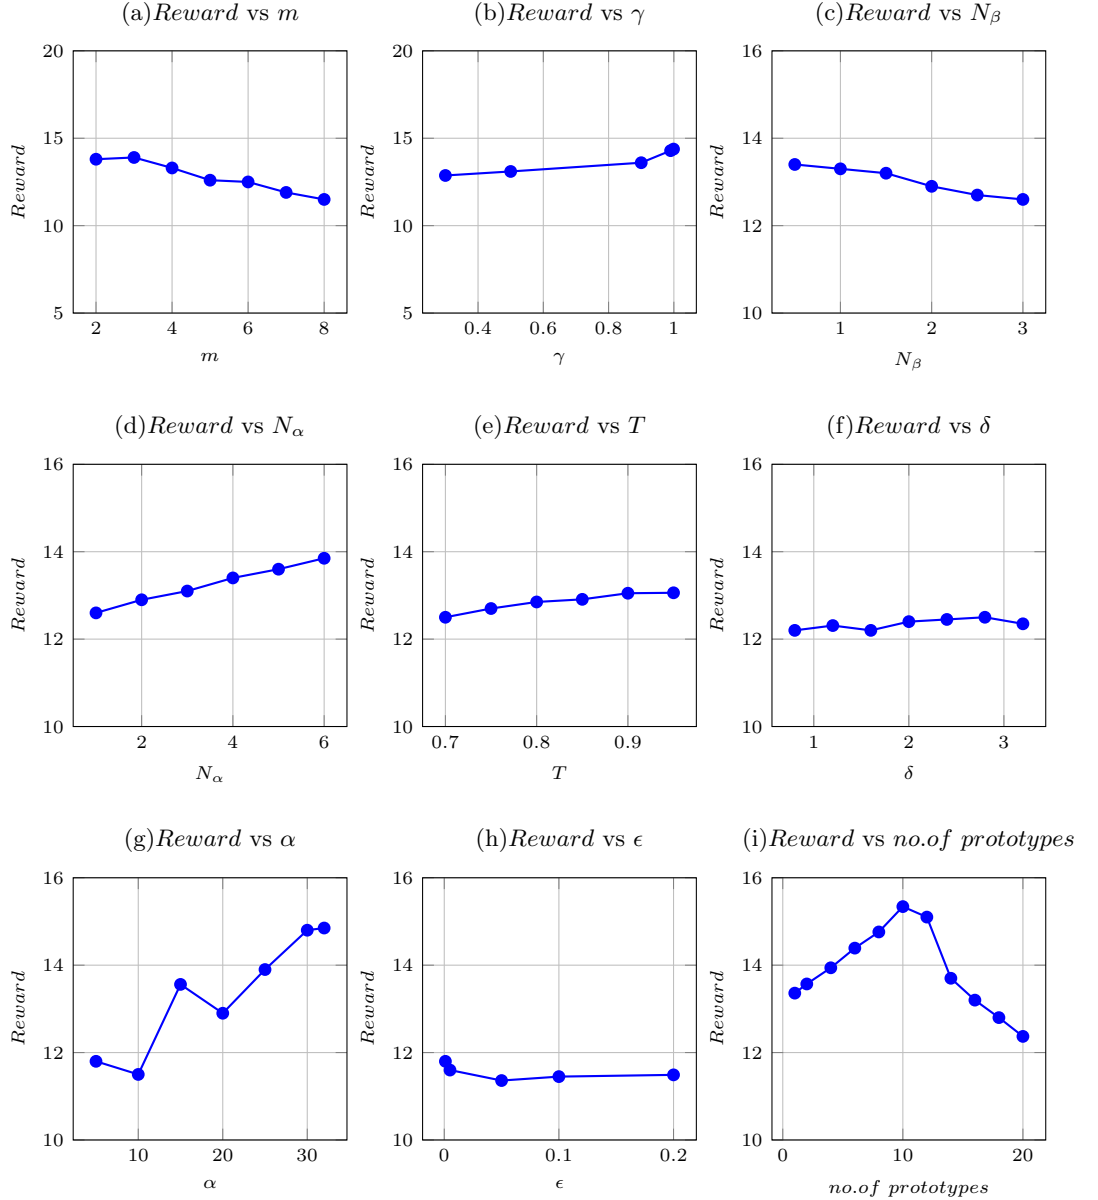 (a)Reward vs m
(b)Reward vs γ
(c)Reward vs Nβ
20
15
10
5
Reward
2
4
6
8
m
20
15
10
5
Reward
0.4
0.6
0.8
1
γ
16
14
12
10
Reward
1
2
3
Nβ
(d)Reward vs Nα
(e)Reward vs T
(f)Reward vs δ
16
14
12
10
Reward
2
4
6
Nα
16
14
12
10
Reward
0.7
0.8
0.9
T
16
14
12
10
Reward
1
2
3
δ
(g)Reward vs α
(h)Reward vs ϵ
(i)Reward vs no.of prototypes
16
14
12
10
Reward
10
20
30
α
16
14
12
10
Reward
0
0.1
0.2
ϵ
16
14
12
10
Reward
0
10
20
no.of prototypes